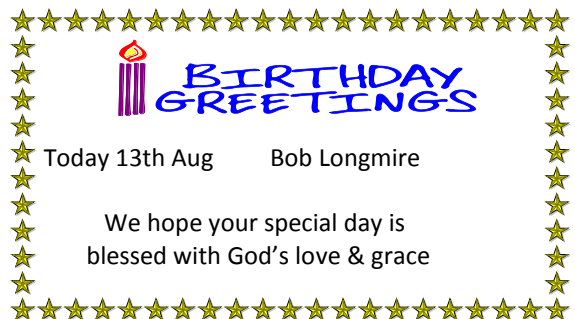 BIRTHDAY
GREETINGS
Today 13th Aug Bob Longmire
We hope your special day is
blessed with God’s love & grace